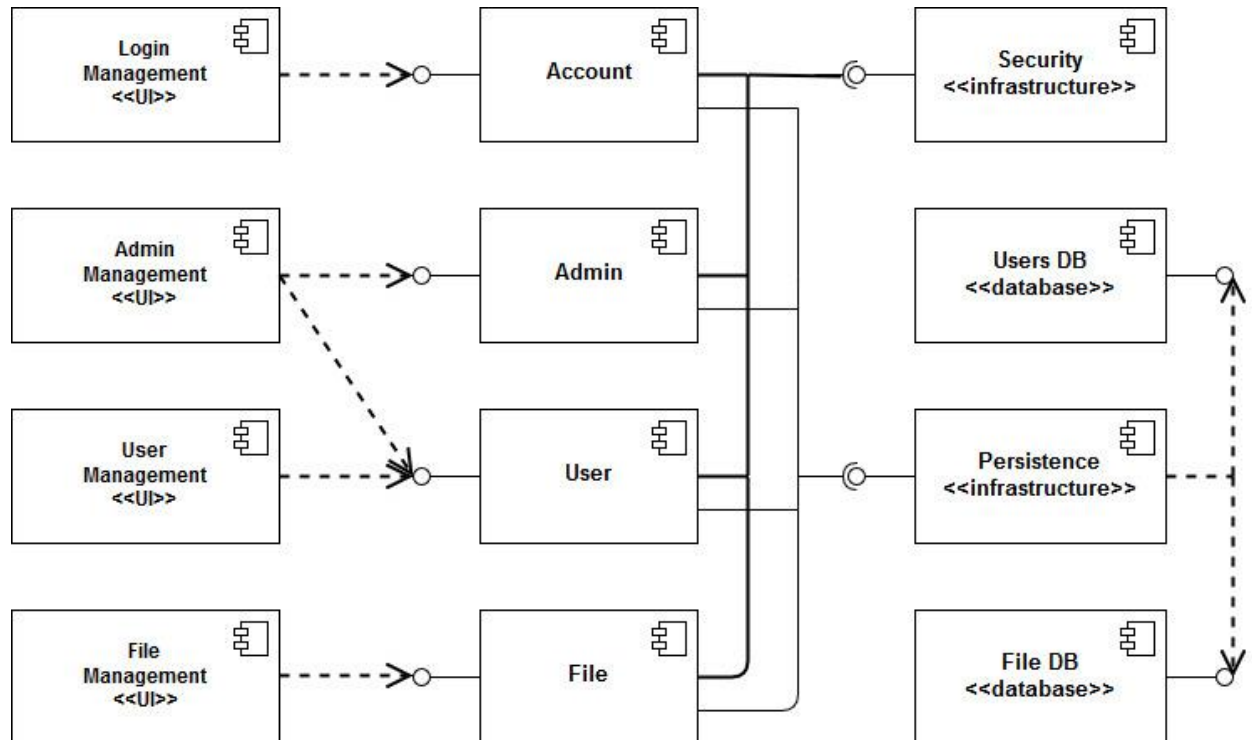 Login
Management
<<UI>>
Account
Security
<<infrastructure>>
Admin
Management
<<UI>>
Admin
Users DB
<<database>>
User
Management
<<UI>>
User
Persistence
<<infrastructure>>
File
Management
<<UI>>
File
File DB
<<database>>